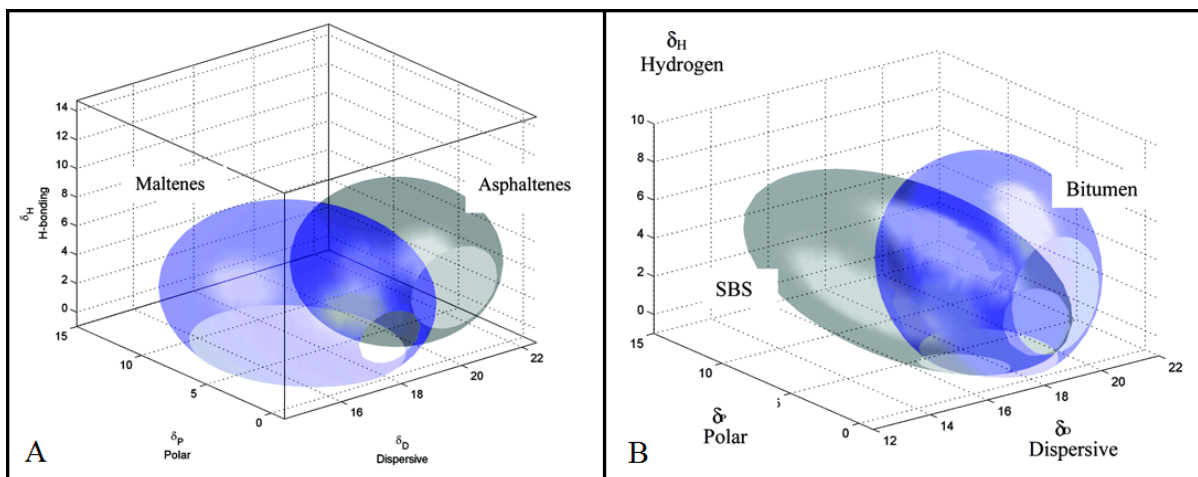 14
12
10
8
6
4
2
0
δH
H-bonding
Maltenes
Asphaltenes
15
10
5
0
16
18
20
22
δP
Polar
δD
Dispersive
A
δH
Hydrogen
10
8
6
4
2
0
SBS
Bitumen
15
10
0
12
14
16
18
20
22
δP
Polar
δD
Dispersive
B